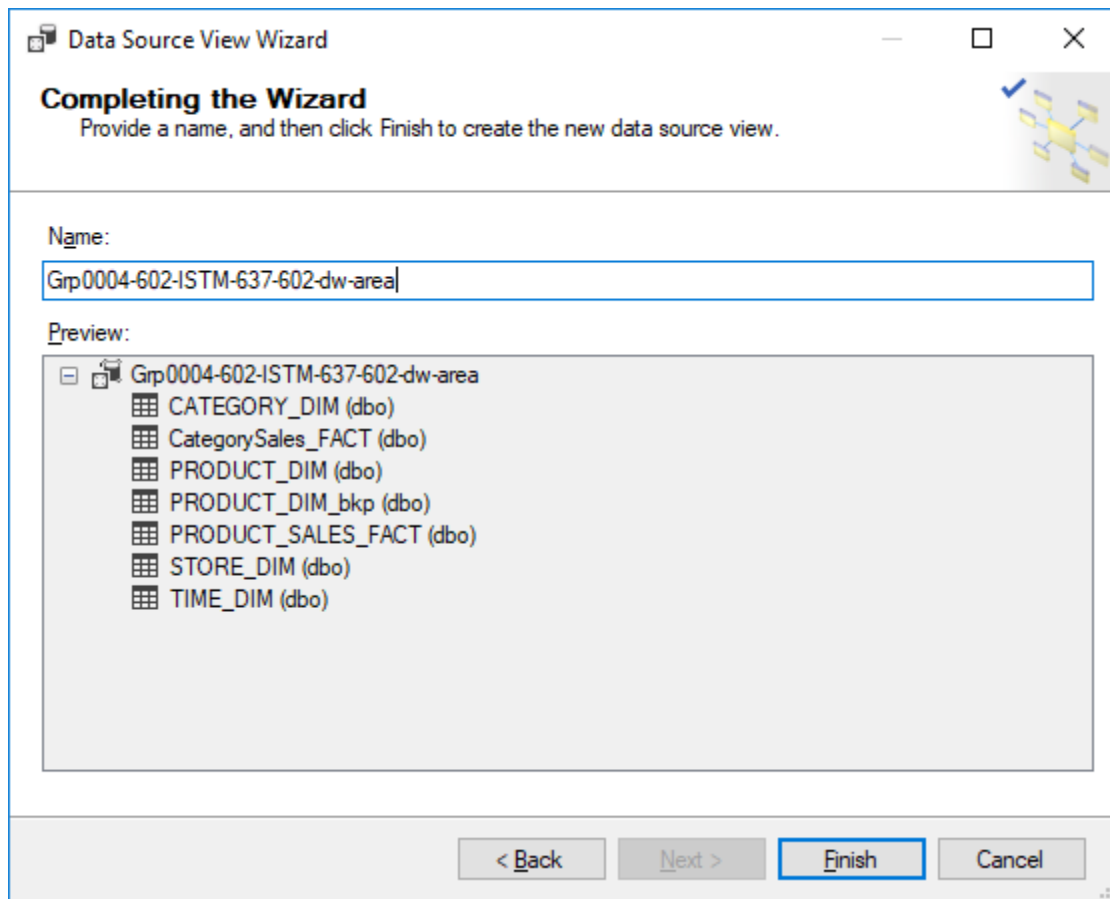 Data Source View Wizard
Completing the Wizard
Provide a name, and then click Finish to create the new data source view.
Name:
Grp0004-602-ISTM-637-602-dw-area
Preview:
Grp0004-602-ISTM-637-602-dw-area
CATEGORY_DIM (dbo)
CategorySales_FACT (dbo)
PRODUCT_DIM (dbo)
PRODUCT_DIM_bkp (dbo)
PRODUCT_SALES_FACT (dbo)
STORE_DIM (dbo)
TIME_DIM (dbo)
< Back Next > Finish Cancel